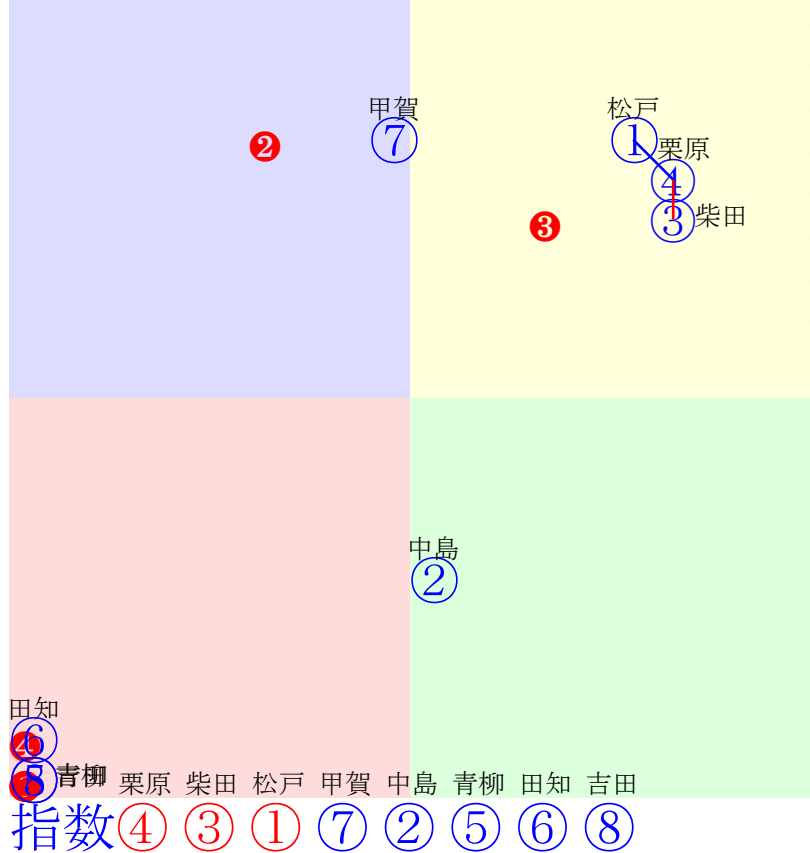 甲賀
松戸
❷
⑦
①
栗原
④
❸
③
柴田
中島
②
田知
❹
⑥
青柳
栗原 柴田 松戸 甲賀 中島 青柳 田知 吉田
指数④③①⑦②⑤⑥⑧